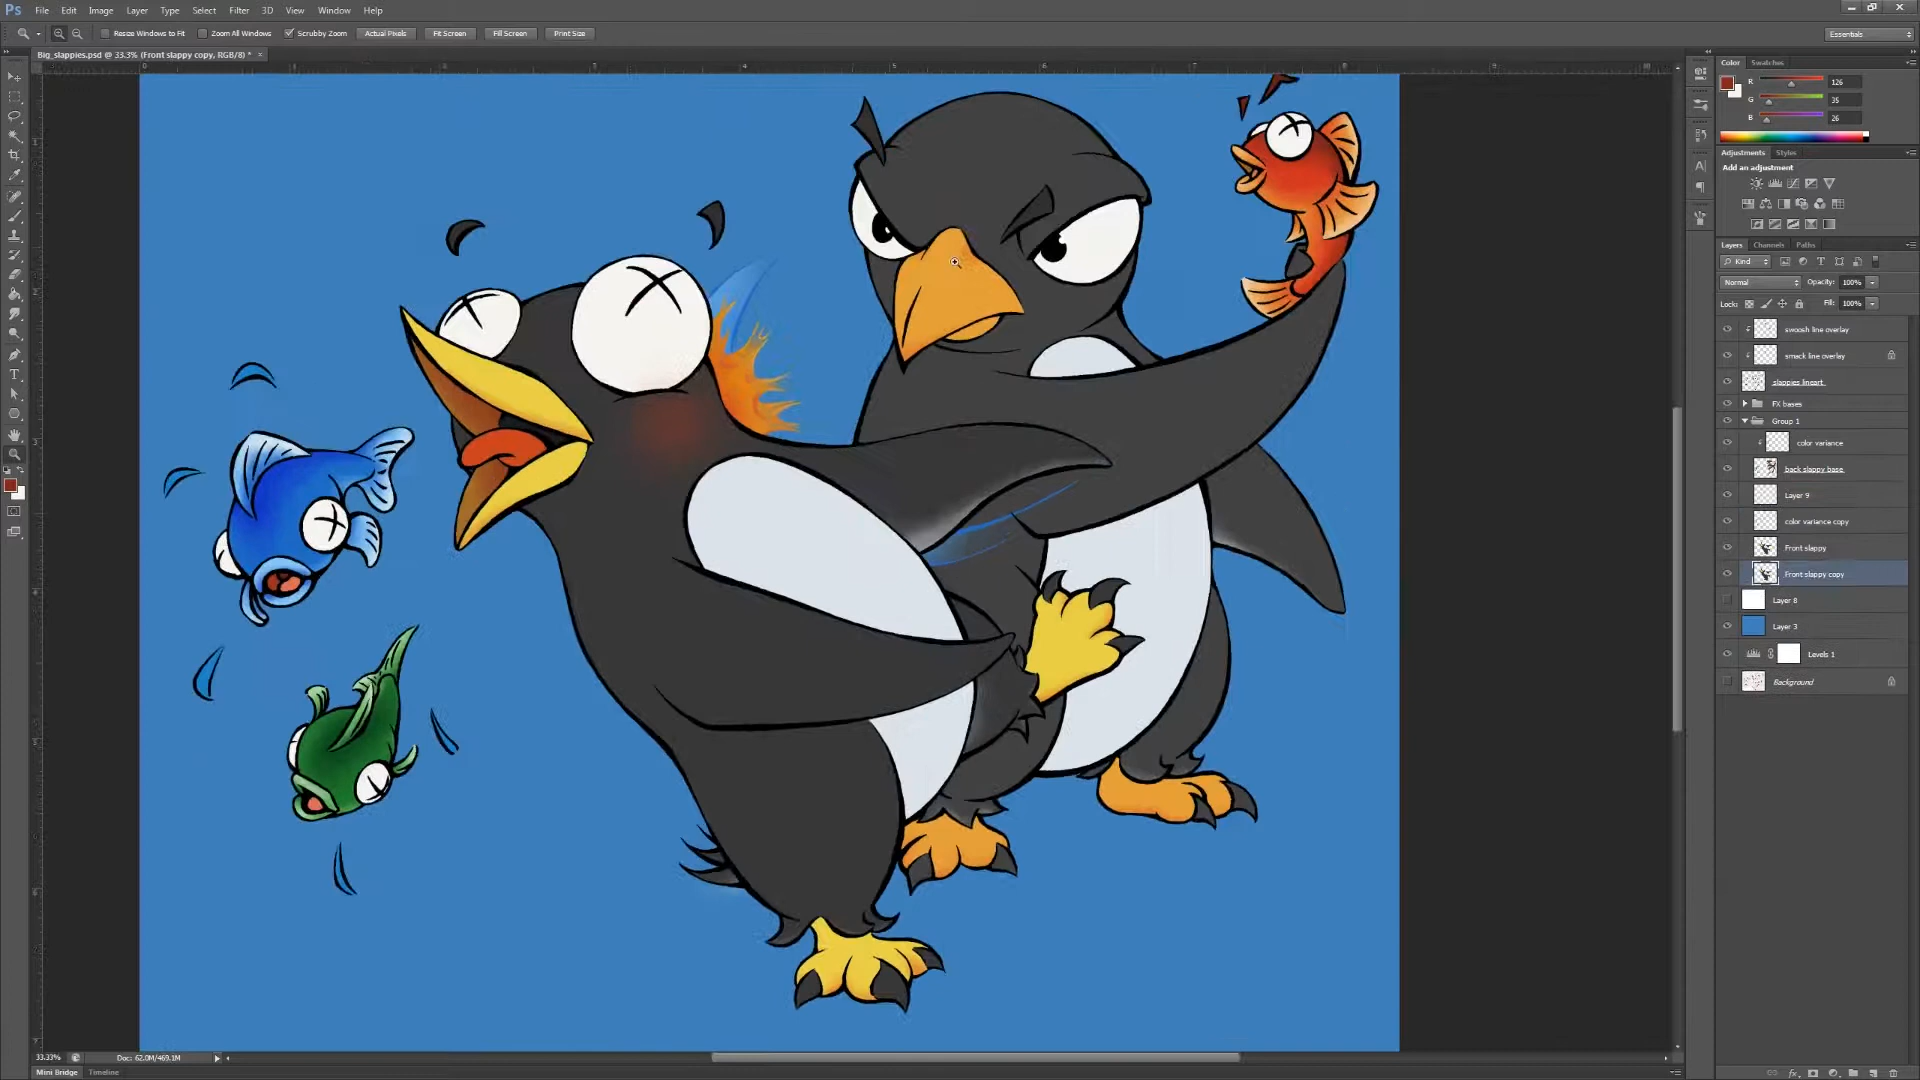 Ps File Edit Image Layer Type Select Filter 3D View Window Help
Resize Windows to Fit Zoom All Windows Scrubby Zoom Actual Pixels Fit Screen Fill Screen Print Size Essentials
Big_slappies.psd @ 33.3% (Front slappy copy, RGB/8) *
Color Swatches
R 126
G 35
B 26
Adjustments Styles
Add an adjustment
Layers Channels Paths
Kind
Normal Opacity: 100%
Lock: Fill: 100%
swoosh line overlay
smack line overlay
slappies lineart
FX bases
Group 1
color variance
back slappy base
Layer 9
color variance copy
Front slappy
Front slappy copy
Layer 8
Layer 3
Levels 1
Background
33.33% Doc: 62.0M/469.1M
Mini Bridge Timeline